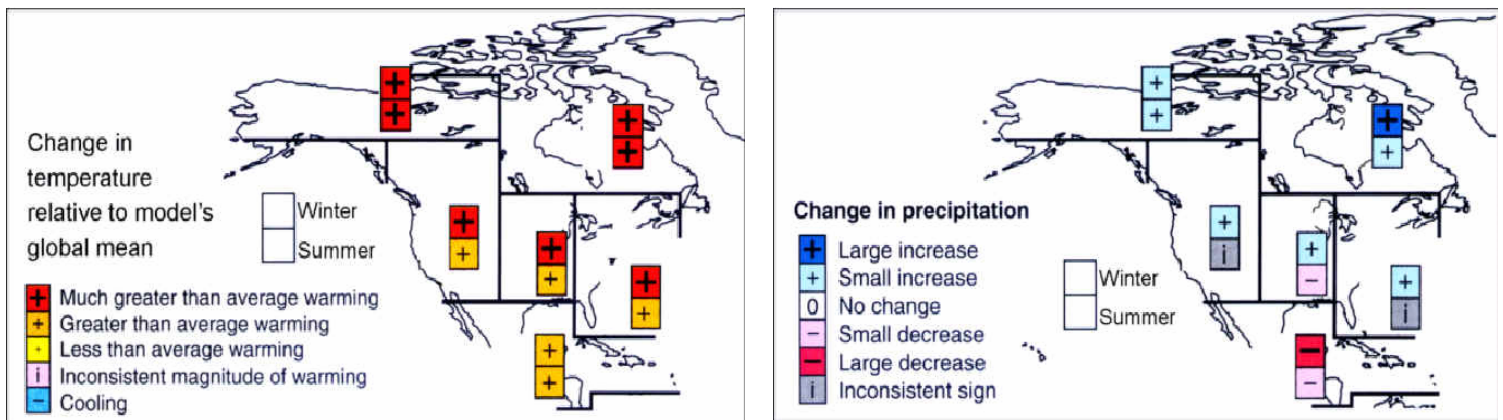 Change in
temperature
relative to model's
global mean
Winter
Summer
+ Much greater than average warming
+ Greater than average warming
+ Less than average warming
i Inconsistent magnitude of warming
− Cooling
+
+
+
+
+
+
+
+
+
+
+
+
Change in precipitation
+ Large increase
+ Small increase
0 No change
− Small decrease
− Large decrease
i Inconsistent sign
Winter
Summer
+
+
+
+
+
i
+
−
+
i
−
−